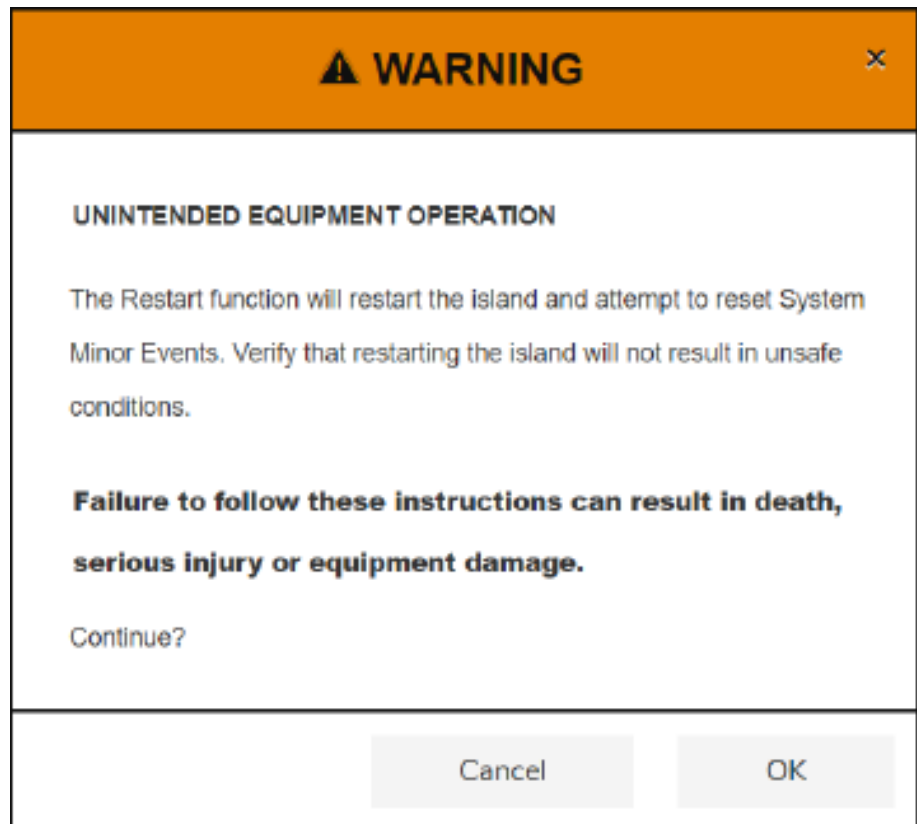 ⚠ WARNING ×
UNINTENDED EQUIPMENT OPERATION
The Restart function will restart the island and attempt to reset System
Minor Events. Verify that restarting the island will not result in unsafe
conditions.
Failure to follow these instructions can result in death,
serious injury or equipment damage.
Continue?
Cancel OK